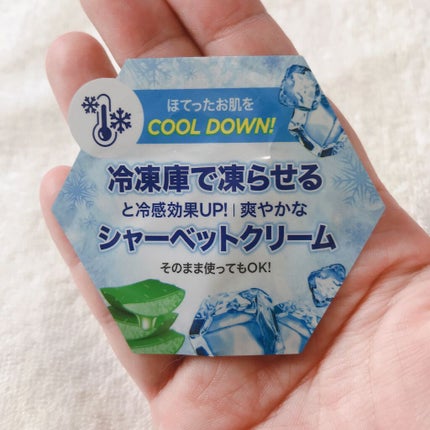 ほてったお肌を
COOL DOWN!
冷凍庫で凍らせる
と冷感効果UP!|爽やかな
シャーベットクリーム
そのまま使ってもOK!